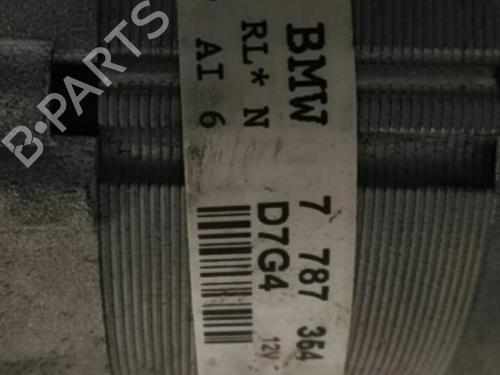 BMW
RL* N
AI 6
7 787 364
D7G4
12V
B-PARTS